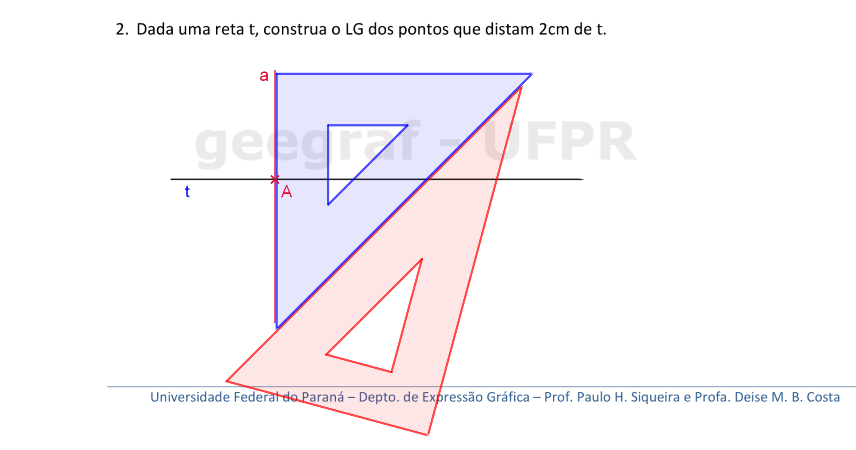 2. Dada uma reta t, construa o LG dos pontos que distam 2cm de t.
a
geegraf - UFPR
t
A
Universidade Federal do Paraná – Depto. de Expressão Gráfica – Prof. Paulo H. Siqueira e Profa. Deise M. B. Costa